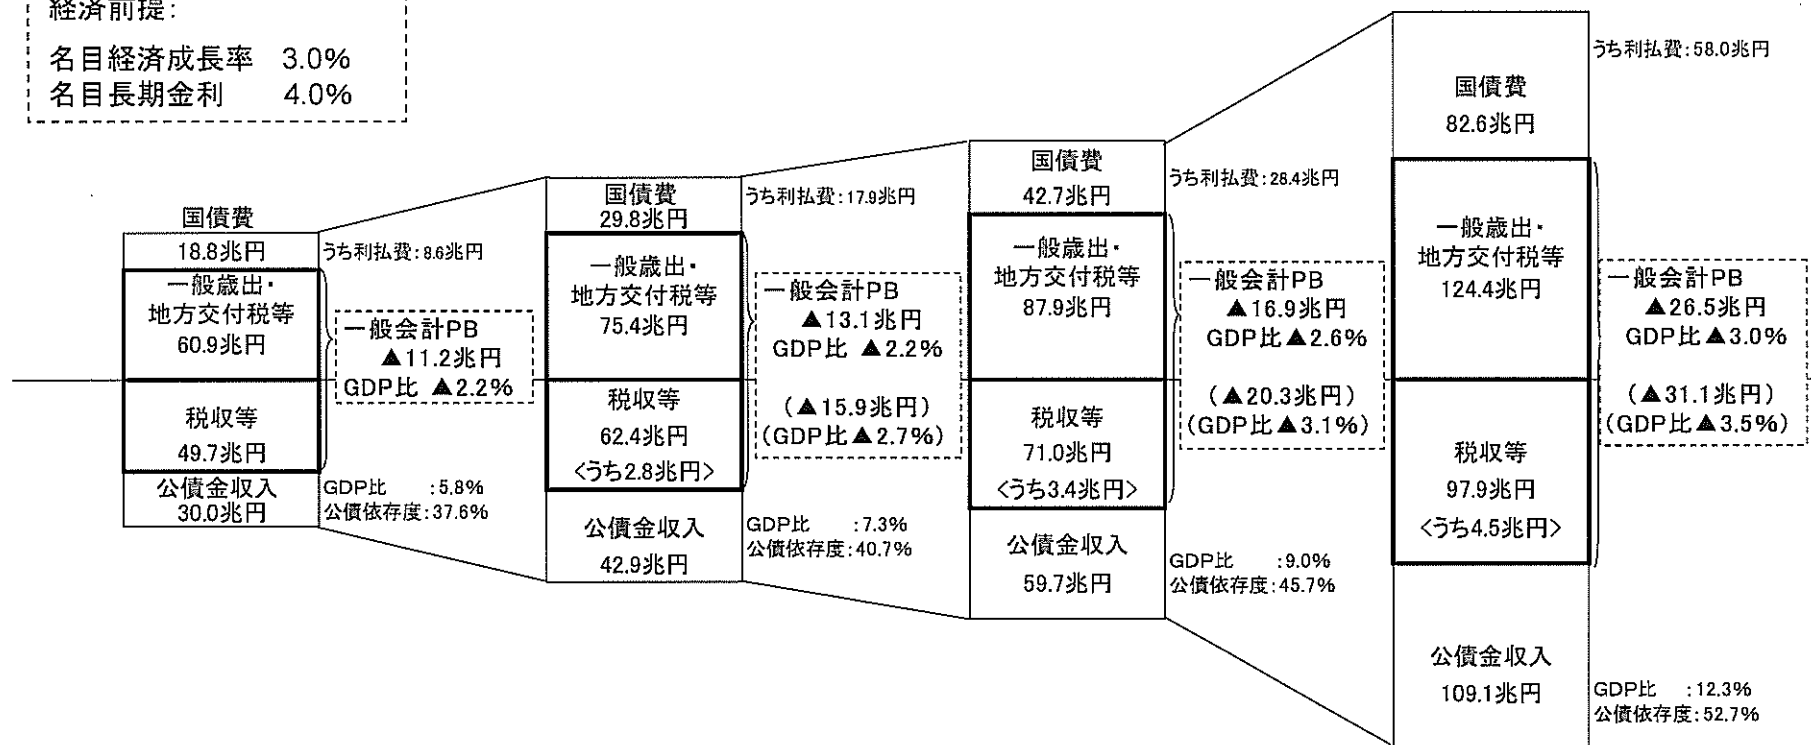 経済前提:
名目経済成長率 3.0%
名目長期金利 4.0%
国債費
18.8兆円
うち利払費:8.6兆円
一般歳出・
地方交付税等
60.9兆円
一般会計PB
▲11.2兆円
GDP比 ▲2.2%
税収等
49.7兆円
公債金収入
30.0兆円
GDP比 :5.8%
公債依存度:37.6%
国債費
29.8兆円
うち利払費:17.9兆円
一般歳出・
地方交付税等
75.4兆円
一般会計PB
▲13.1兆円
GDP比 ▲2.2%
(▲15.9兆円)
(GDP比▲2.7%)
税収等
62.4兆円
<うち2.8兆円>
公債金収入
42.9兆円
GDP比 :7.3%
公債依存度:40.7%
国債費
42.7兆円
うち利払費:28.4兆円
一般歳出・
地方交付税等
87.9兆円
一般会計PB
▲16.9兆円
GDP比▲2.6%
(▲20.3兆円)
(GDP比▲3.1%)
税収等
71.0兆円
<うち3.4兆円>
公債金収入
59.7兆円
GDP比 :9.0%
公債依存度:45.7%
国債費
82.6兆円
うち利払費:58.0兆円
一般歳出・
地方交付税等
124.4兆円
一般会計PB
▲26.5兆円
GDP比▲3.0%
(▲31.1兆円)
(GDP比▲3.5%)
税収等
97.9兆円
<うち4.5兆円>
公債金収入
109.1兆円
GDP比 :12.3%
公債依存度:52.7%